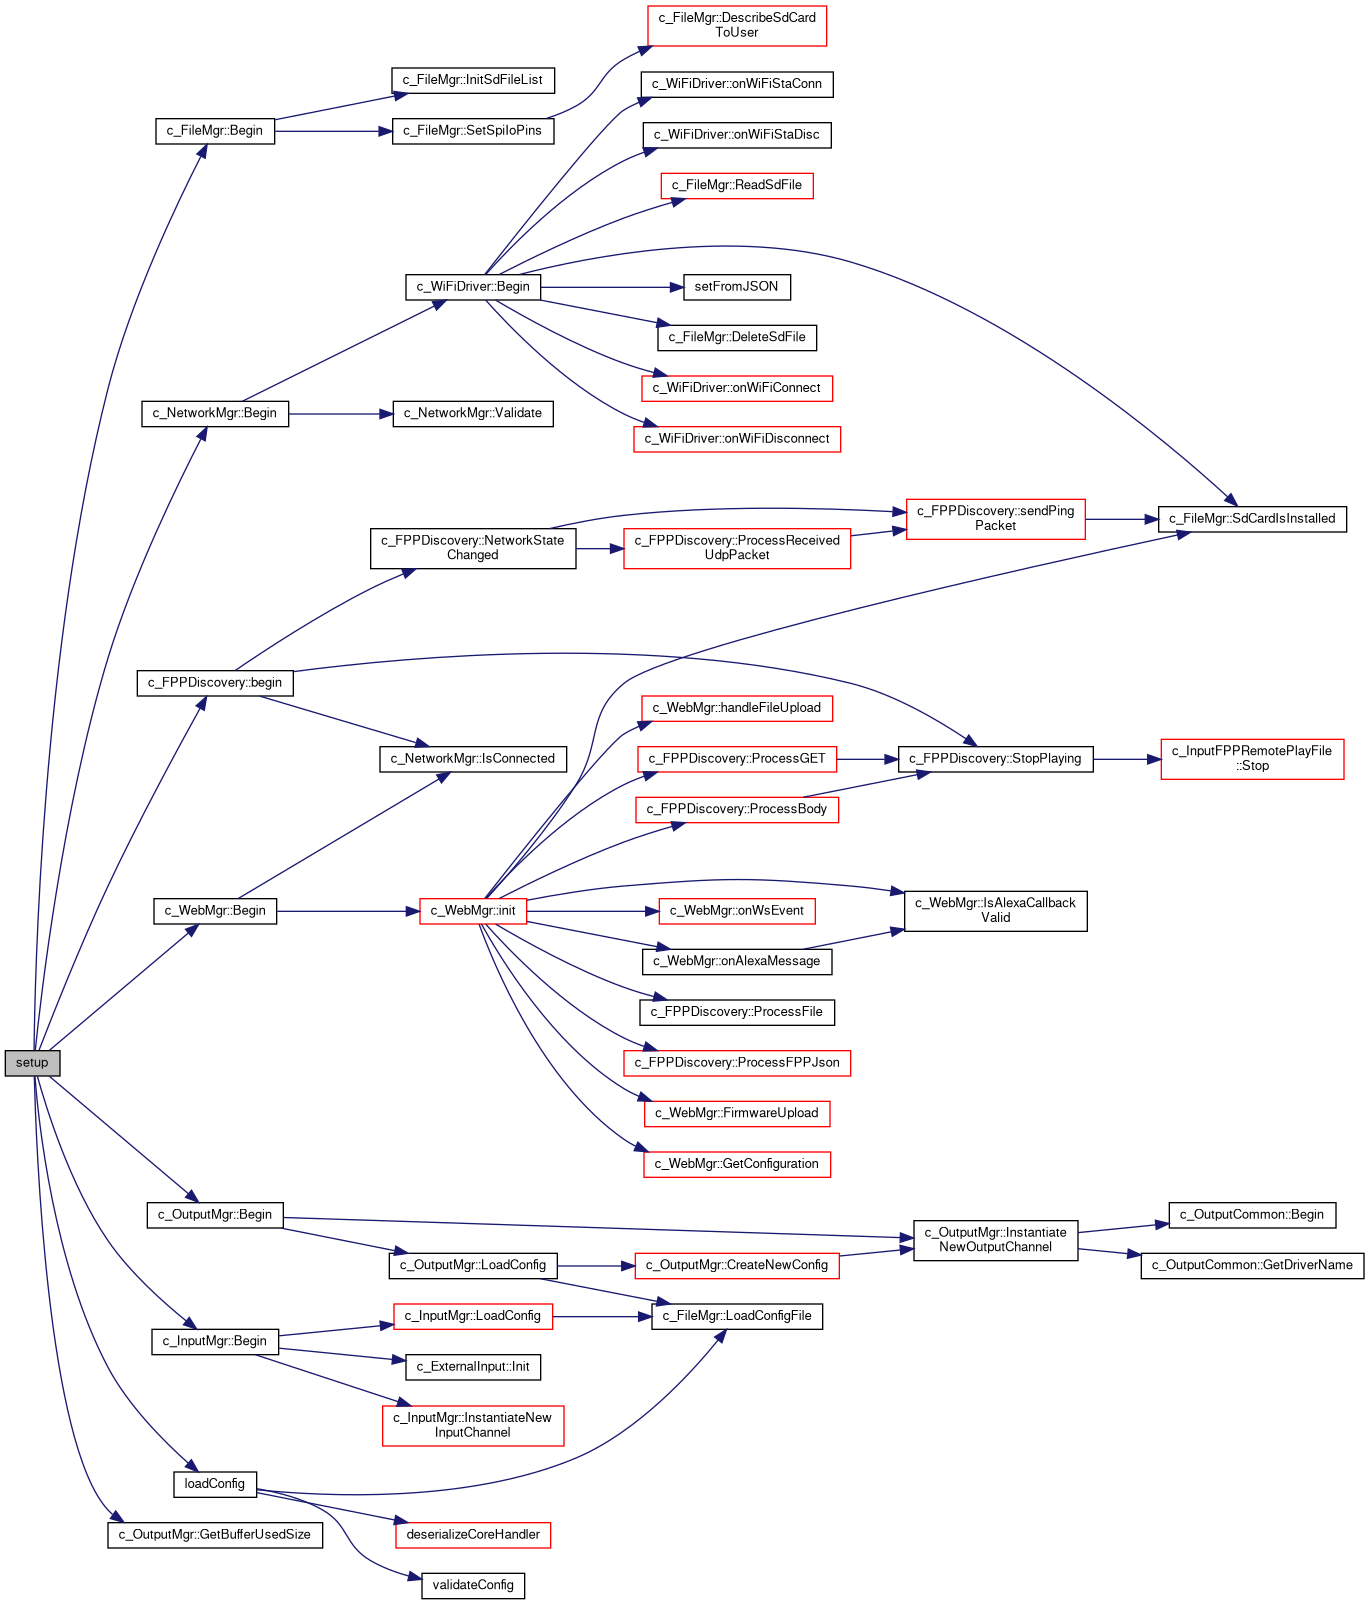 c_FileMgr::DescribeSdCard
ToUser
c_FileMgr::InitSdFileList
c_WiFiDriver::onWiFiStaConn
c_FileMgr::Begin
c_FileMgr::SetSpiIoPins
c_WiFiDriver::onWiFiStaDisc
c_FileMgr::ReadSdFile
c_WiFiDriver::Begin
setFromJSON
c_FileMgr::DeleteSdFile
c_WiFiDriver::onWiFiConnect
c_NetworkMgr::Begin
c_NetworkMgr::Validate
c_WiFiDriver::onWiFiDisconnect
c_FPPDiscovery::sendPing
Packet
c_FileMgr::SdCardIsInstalled
c_FPPDiscovery::NetworkState
Changed
c_FPPDiscovery::ProcessReceived
UdpPacket
c_FPPDiscovery::begin
c_WebMgr::handleFileUpload
c_NetworkMgr::IsConnected
c_FPPDiscovery::ProcessGET
c_FPPDiscovery::StopPlaying
c_InputFPPRemotePlayFile
::Stop
c_FPPDiscovery::ProcessBody
c_WebMgr::Begin
c_WebMgr::init
c_WebMgr::onWsEvent
c_WebMgr::IsAlexaCallback
Valid
c_WebMgr::onAlexaMessage
c_FPPDiscovery::ProcessFile
setup
c_FPPDiscovery::ProcessFPPJson
c_WebMgr::FirmwareUpload
c_WebMgr::GetConfiguration
c_OutputMgr::Begin
c_OutputMgr::Instantiate
NewOutputChannel
c_OutputCommon::Begin
c_OutputMgr::LoadConfig
c_OutputMgr::CreateNewConfig
c_OutputCommon::GetDriverName
c_InputMgr::LoadConfig
c_FileMgr::LoadConfigFile
c_InputMgr::Begin
c_ExternalInput::Init
c_InputMgr::InstantiateNew
InputChannel
loadConfig
c_OutputMgr::GetBufferUsedSize
deserializeCoreHandler
validateConfig